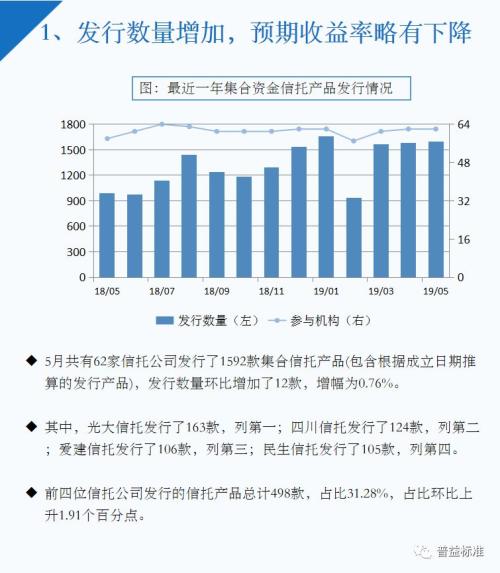 1、发行数量增加，预期收益率略有下降
图：最近一年集合资金信托产品发行情况
1800 64
1500 48
1200
900 32
600 16
300
0 0
18/05 18/07 18/09 18/11 19/01 19/03 19/05
发行数量（左） 参与机构（右）
◆ 5月共有62家信托公司发行了1592款集合信托产品(包含根据成立日期推
算的发行产品)，发行数量环比增加了12款，增幅为0.76%。
◆ 其中，光大信托发行了163款，列第一；四川信托发行了124款，列第二
；爱建信托发行了106款，列第三；民生信托发行了105款，列第四。
◆ 前四位信托公司发行的信托产品总计498款，占比31.28%，占比环比上
升1.91个百分点。
普益标准